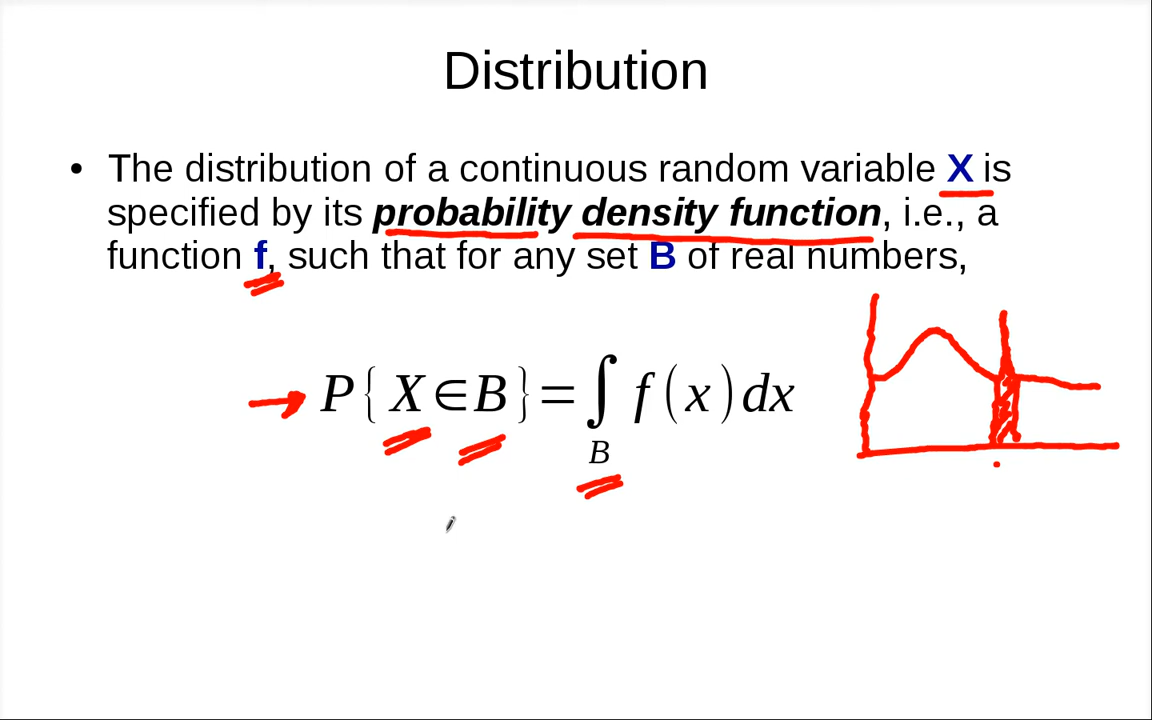 Distribution
• The distribution of a continuous random variable X is
specified by its probability density function, i.e., a
function f, such that for any set B of real numbers,
P{X∈B}=∫f(x)dx
B